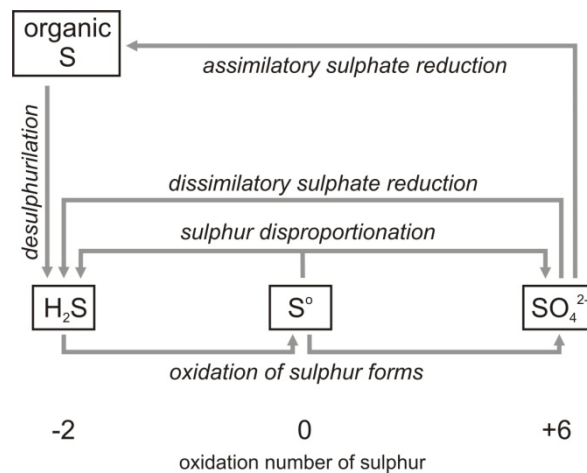 organic
S
assimilatory sulphate reduction
desulphurilation
dissimilatory sulphate reduction
sulphur disproportionation
H₂S
S⁰
SO₄²⁻
oxidation of sulphur forms
-2
0
+6
oxidation number of sulphur